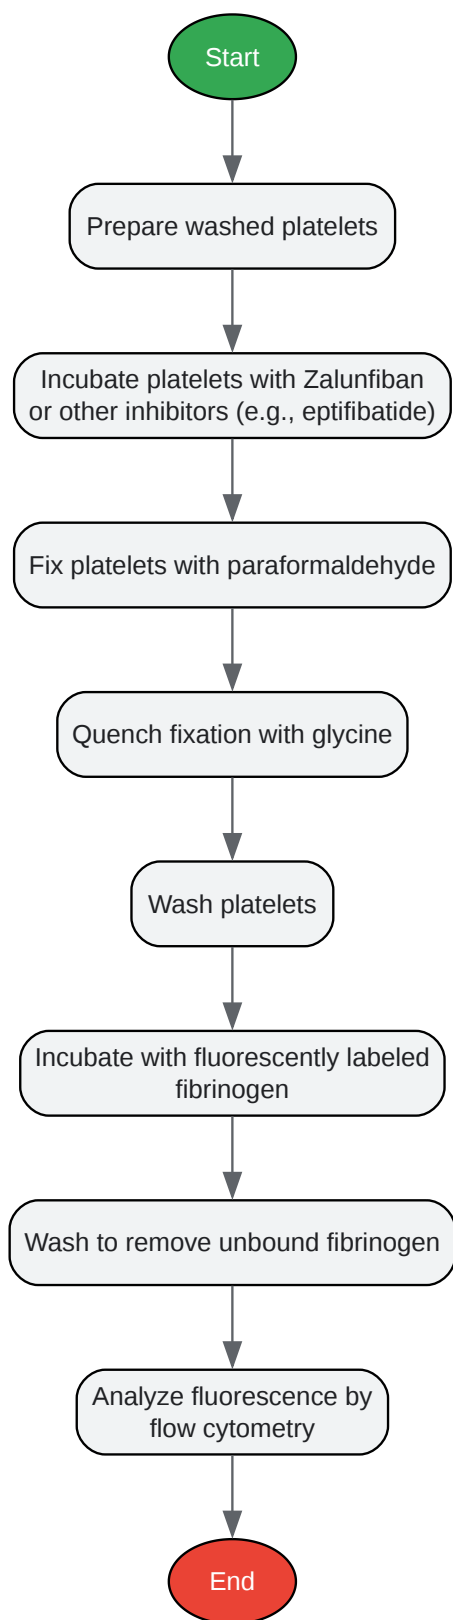 Start
Prepare washed platelets
Incubate platelets with Zalunfiban
or other inhibitors (e.g., eptifibatide)
Fix platelets with paraformaldehyde
Quench fixation with glycine
Wash platelets
Incubate with fluorescently labeled
fibrinogen
Wash to remove unbound fibrinogen
Analyze fluorescence by
flow cytometry
End